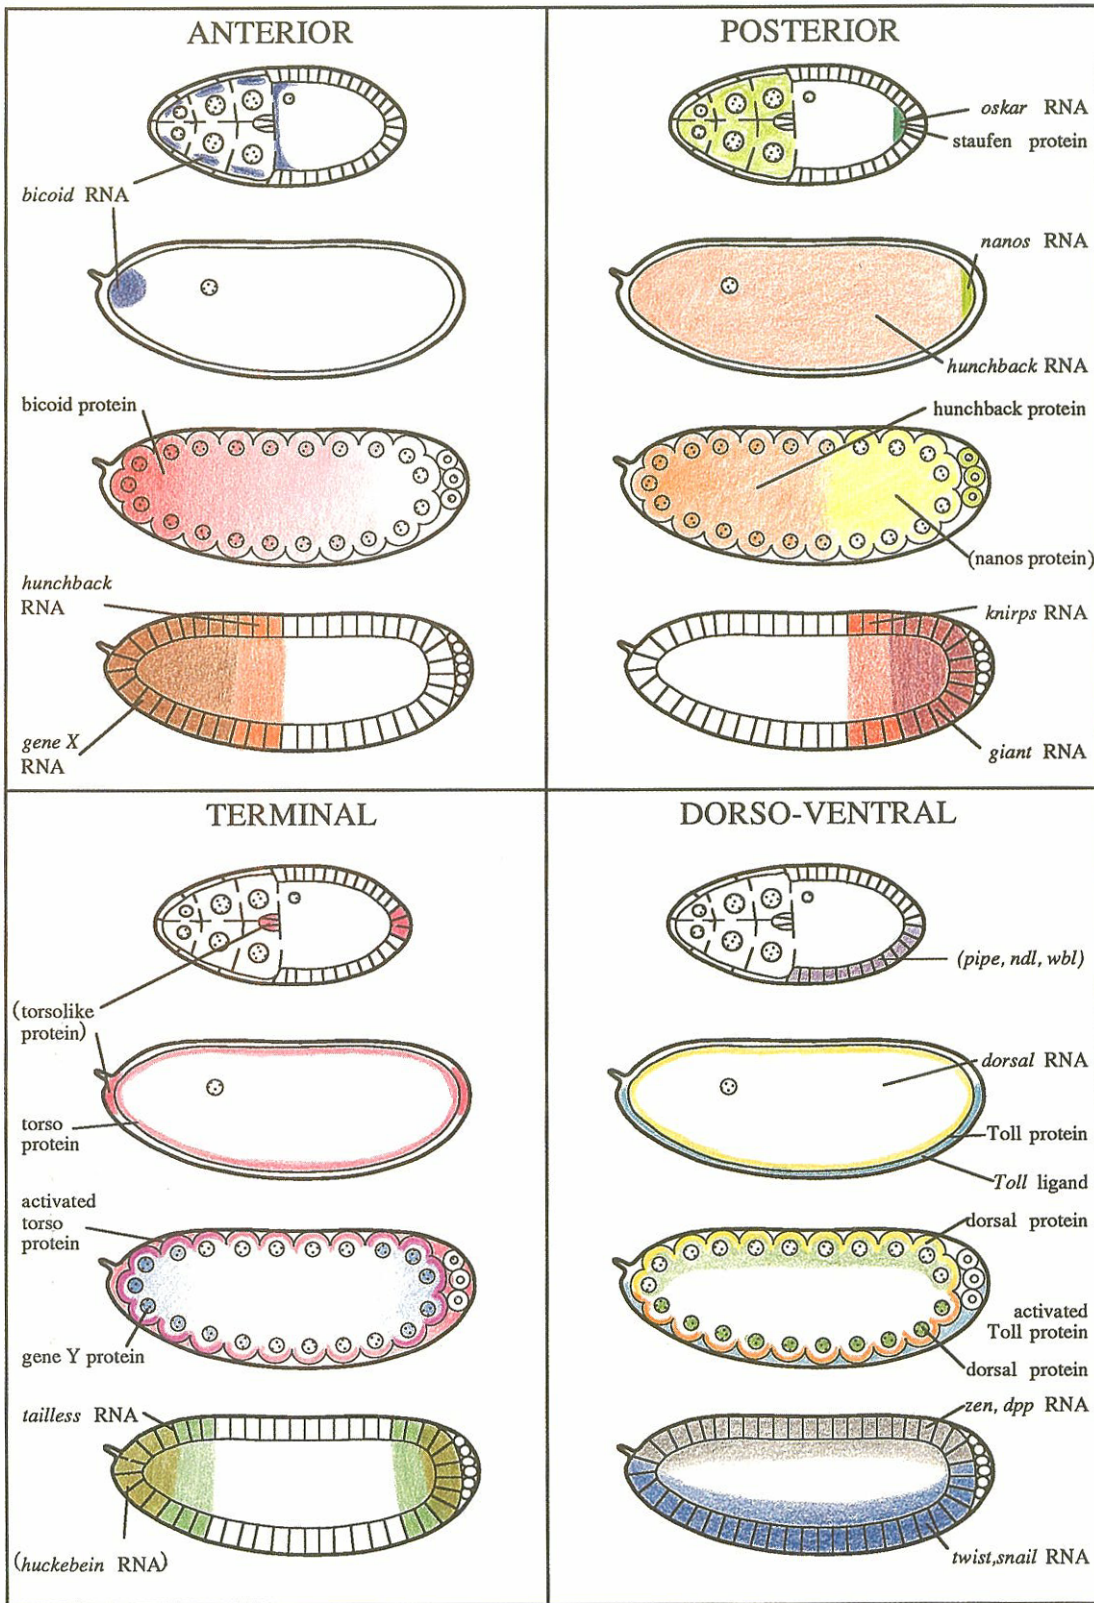 ANTERIOR
bicoid RNA
bicoid protein
hunchback
RNA
gene X
RNA
POSTERIOR
oskar RNA
staufen protein
nanos RNA
hunchback RNA
hunchback protein
(nanos protein)
knirps RNA
giant RNA
TERMINAL
(torsolike
protein)
torso
protein
activated
torso
protein
gene Y protein
tailless RNA
(huckebein RNA)
DORSO-VENTRAL
(pipe, ndl, wbl)
dorsal RNA
Toll protein
Toll ligand
dorsal protein
activated
Toll protein
dorsal protein
zen, dpp RNA
twist,snail RNA